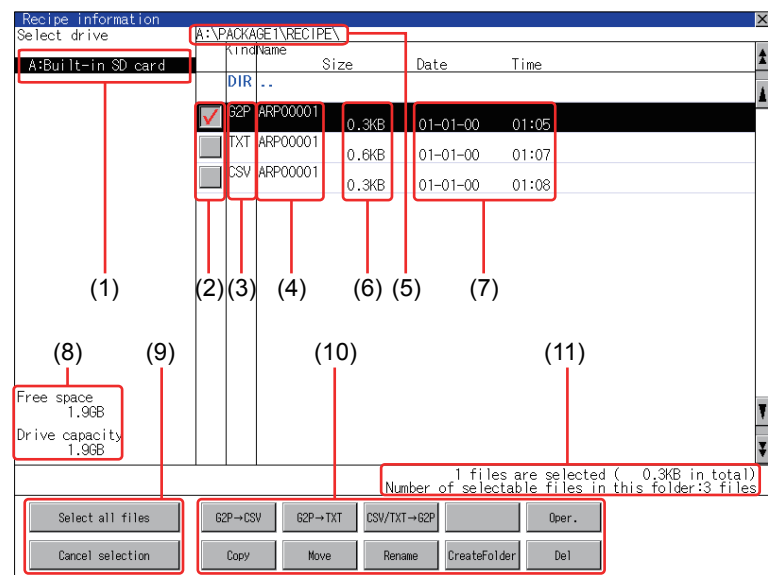 Recipe information
Select drive A:\PACKAGE1\RECIPE\
Kind Name
Size Date Time
A:Built-in SD card
DIR ..
G2P ARP00001
0.3KB 01-01-00 01:05
TXT ARP00001
0.6KB 01-01-00 01:07
CSV ARP00001
0.3KB 01-01-00 01:08
(1) (2) (3) (4) (6) (5) (7)
(8) (9) (10) (11)
Free space
1.9GB
Drive capacity
1.9GB
1 files are selected ( 0.3KB in total)
Number of selectable files in this folder:3 files
Select all files G2P→CSV G2P→TXT CSV/TXT→G2P Oper.
Cancel selection Copy Move Rename CreateFolder Del